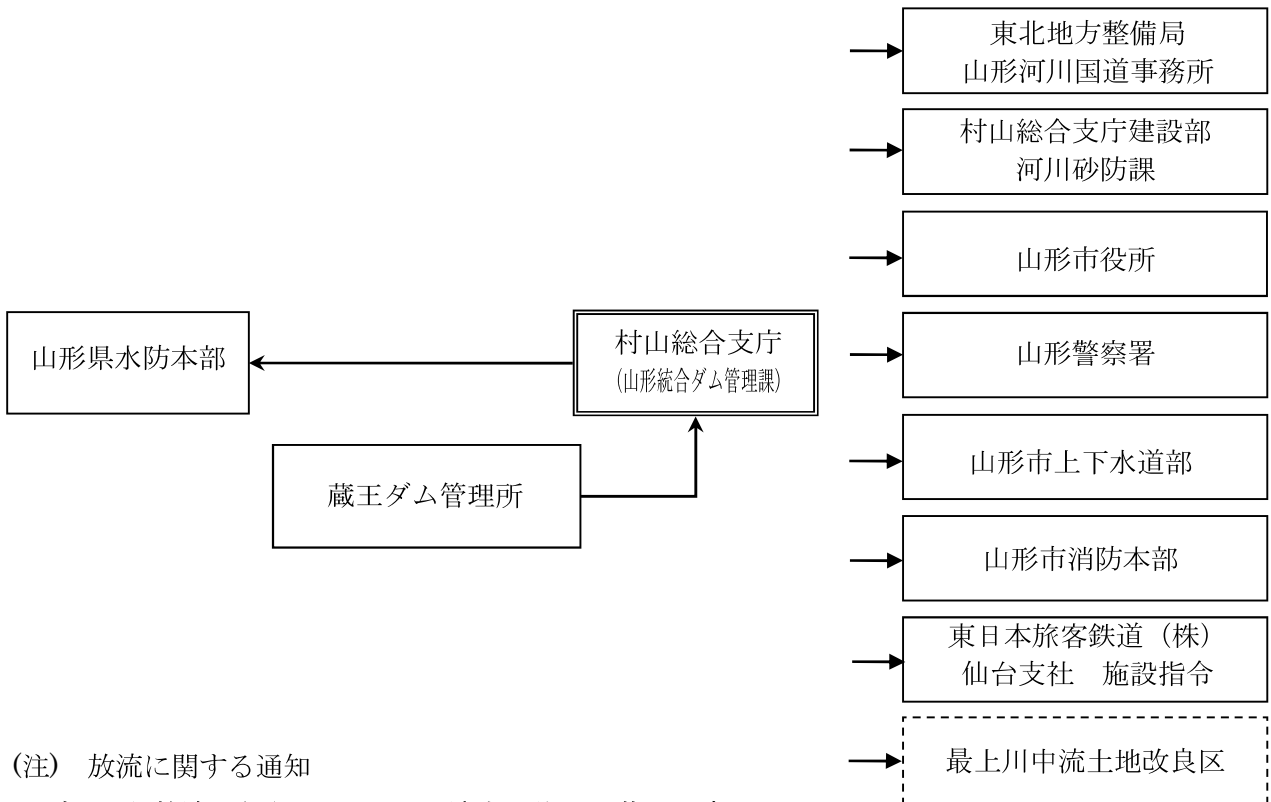 東北地方整備局
山形河川国道事務所
村山総合支庁建設部
河川砂防課
山形市役所
山形県水防本部
村山総合支庁
(山形統合ダム管理課)
山形警察署
蔵王ダム管理所
山形市上下水道部
山形市消防本部
東日本旅客鉄道（株）
仙台支社　施設指令
最上川中流土地改良区
(注)　放流に関する通知